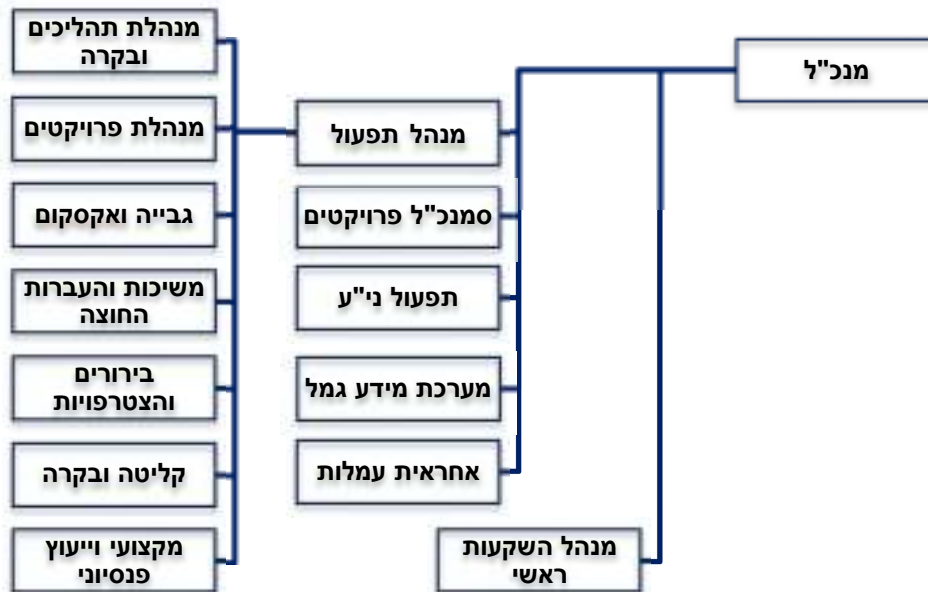 מנכ"ל
מנהל תפעול
סמנכ"ל פרויקטים
תפעול ני"ע
מערכת מידע גמל
אחראית עמלות
מנהל השקעות
ראשי
מנהלת תהליכים
ובקרה
מנהלת פרויקטים
גבייה ואקסקום
משיכות והעברות
החוצה
בירורים
והצטרפויות
קליטה ובקרה
מקצועי וייעוץ
פנסיוני